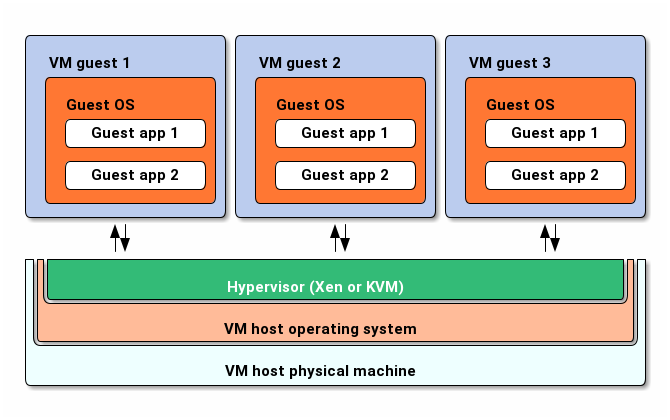 VM guest 1
Guest OS
Guest app 1
Guest app 2
VM guest 2
Guest OS
Guest app 1
Guest app 2
VM guest 3
Guest OS
Guest app 1
Guest app 2
Hypervisor (Xen or KVM)
VM host operating system
VM host physical machine